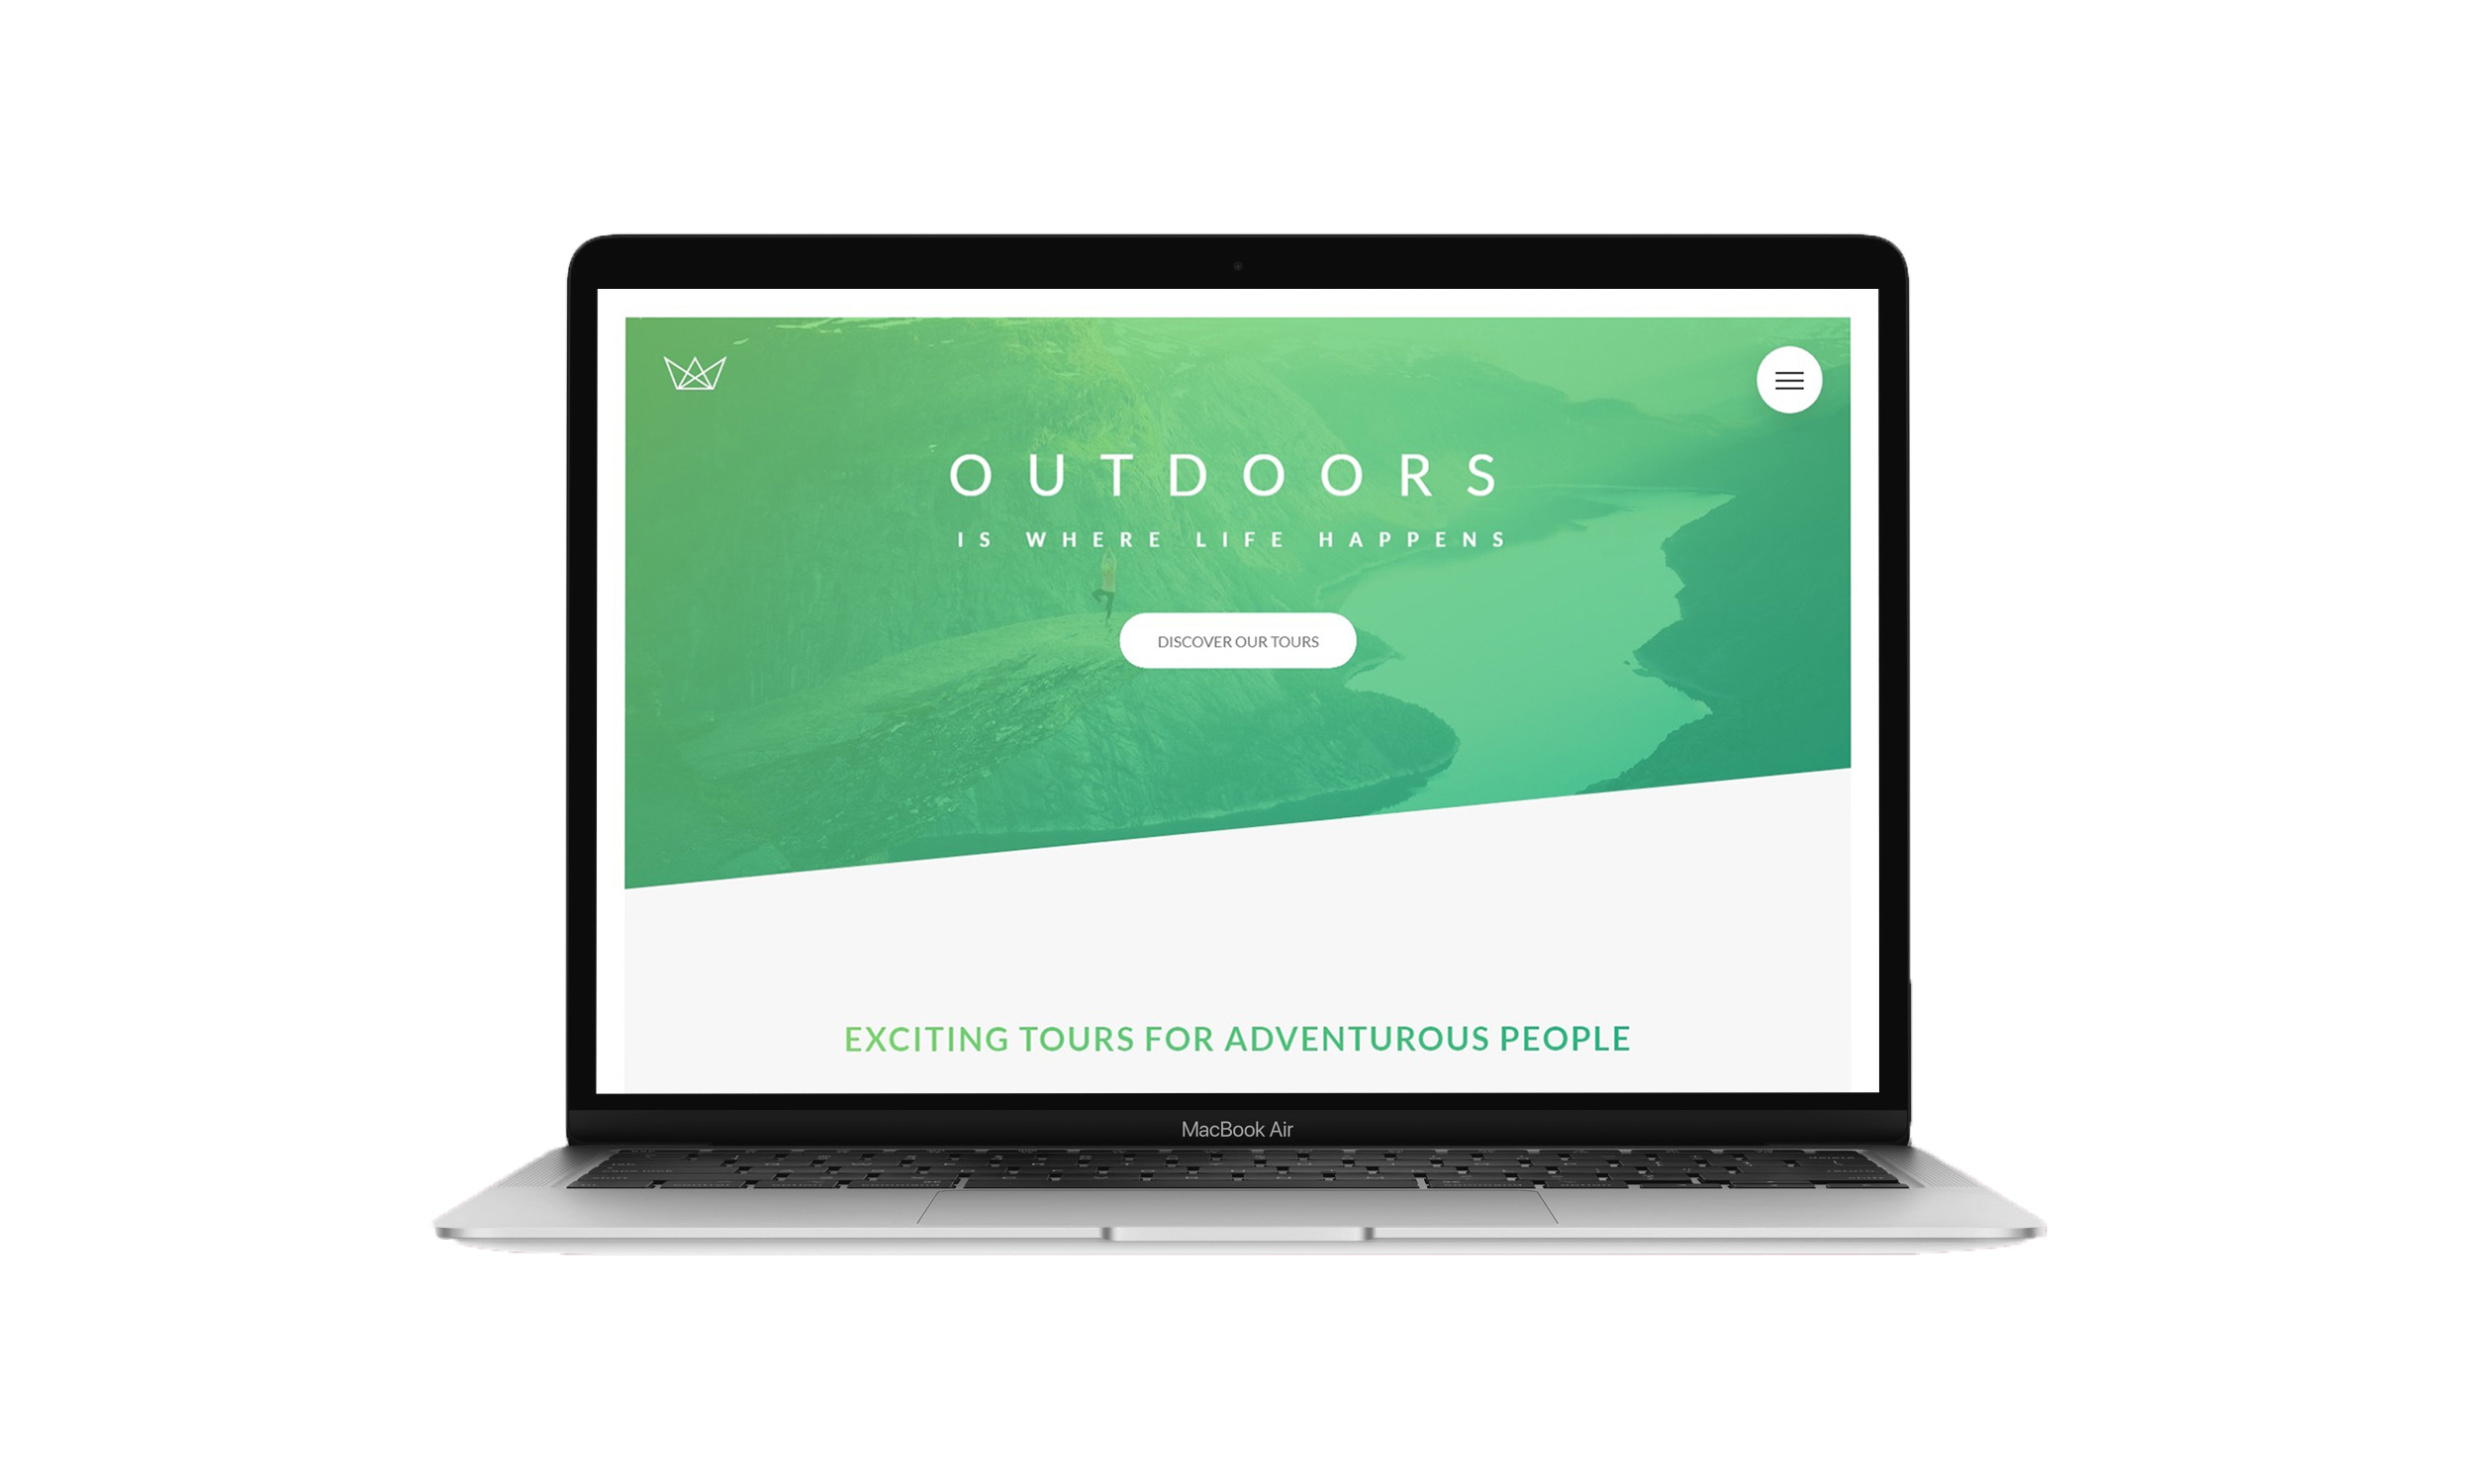 OUTDOORS
IS WHERE LIFE HAPPENS
DISCOVER OUR TOURS
EXCITING TOURS FOR ADVENTUROUS PEOPLE
MacBook Air